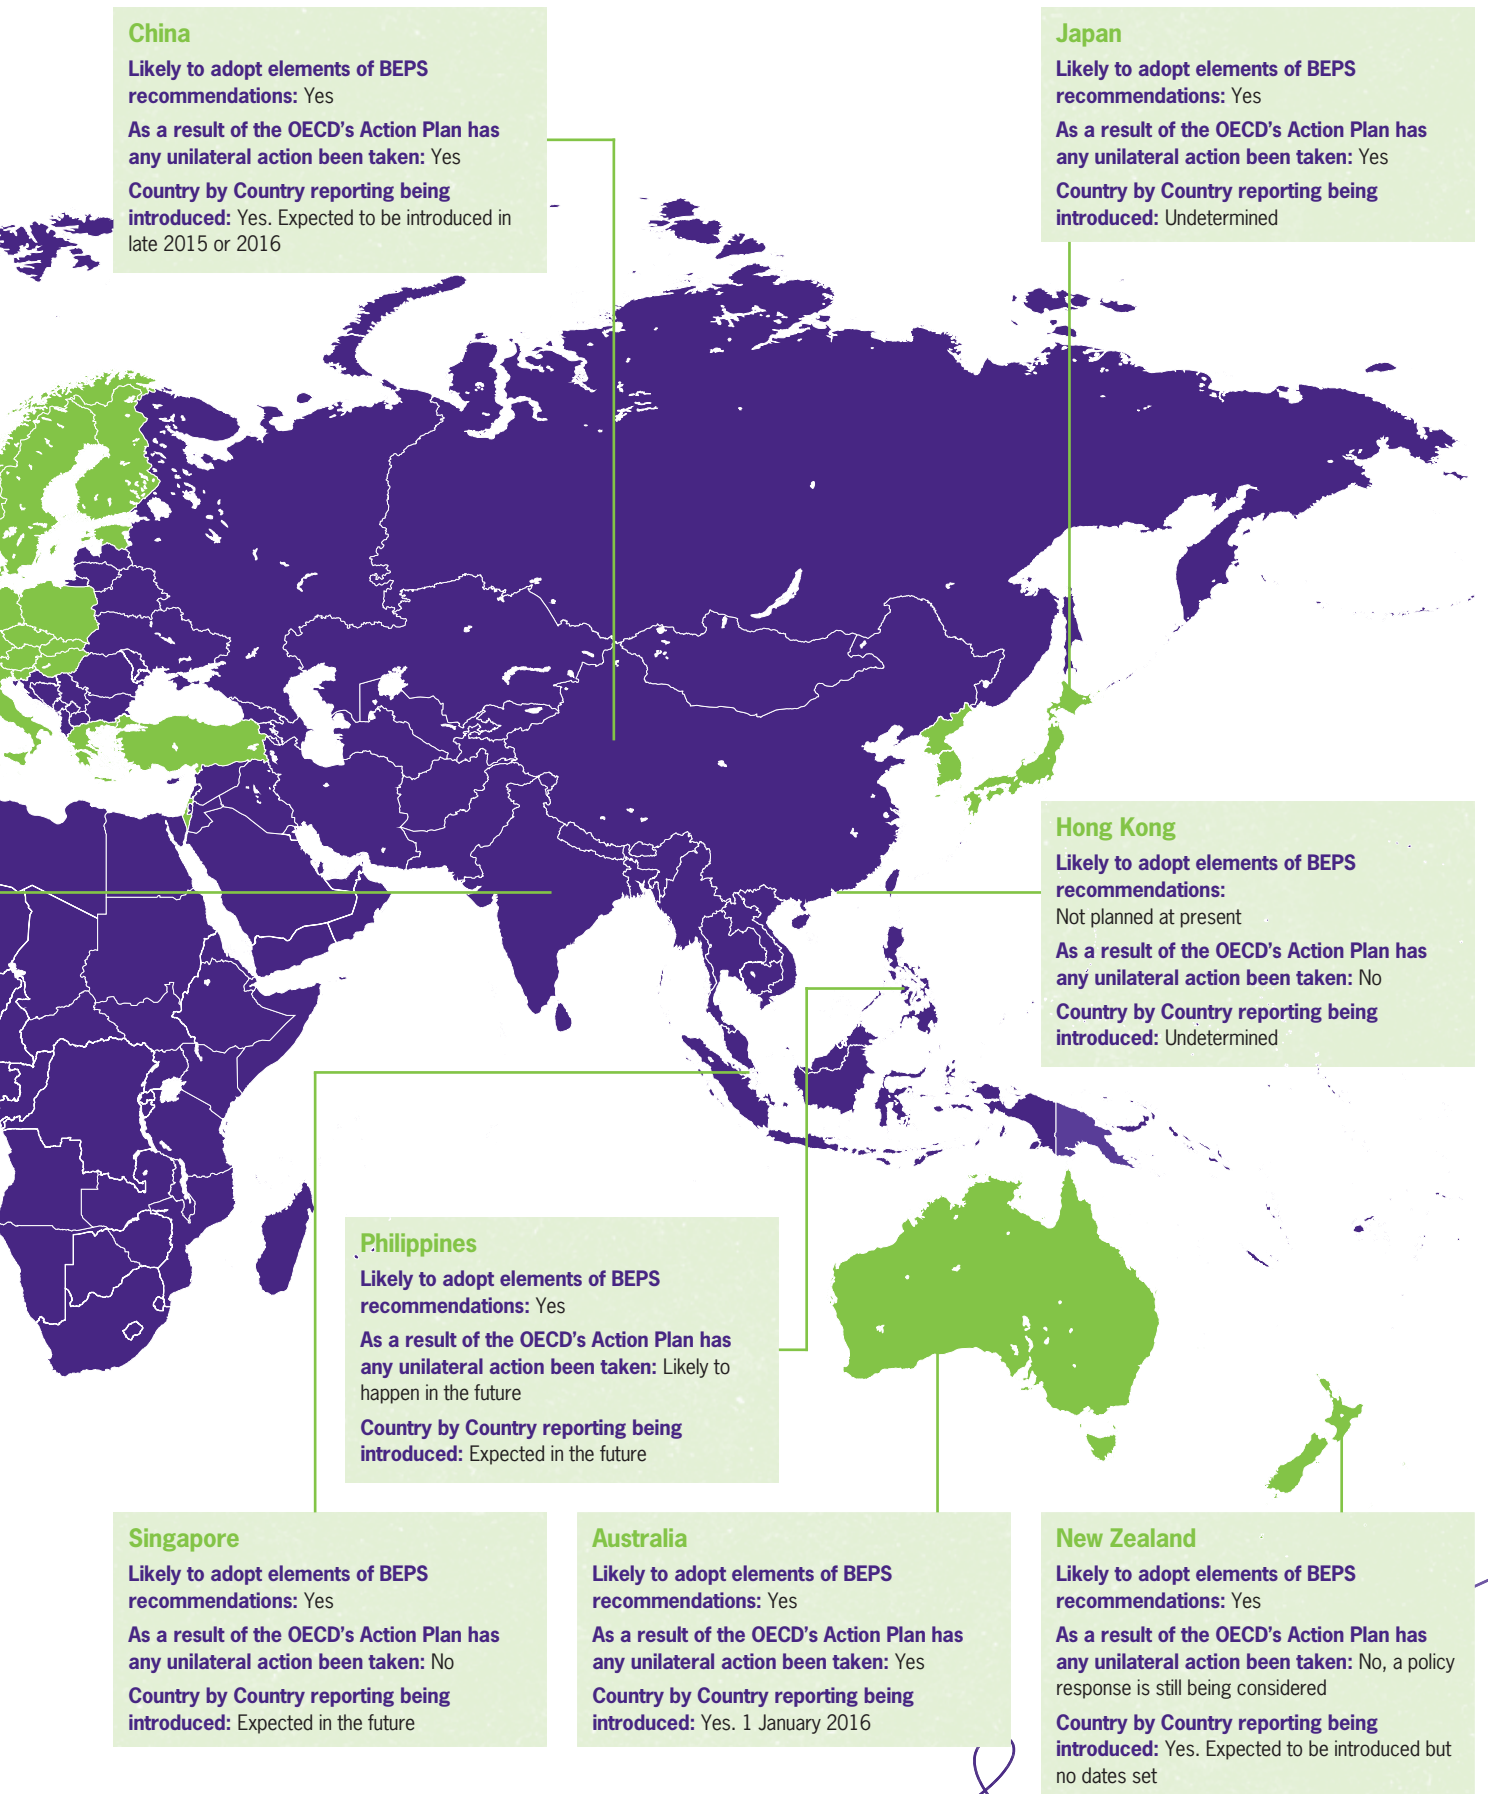 China
Likely to adopt elements of BEPS
recommendations: Yes
As a result of the OECD's Action Plan has
any unilateral action been taken: Yes
Country by Country reporting being
introduced: Yes. Expected to be introduced in
late 2015 or 2016
Japan
Likely to adopt elements of BEPS
recommendations: Yes
As a result of the OECD's Action Plan has
any unilateral action been taken: Yes
Country by Country reporting being
introduced: Undetermined
Hong Kong
Likely to adopt elements of BEPS
recommendations:
Not planned at present
As a result of the OECD's Action Plan has
any unilateral action been taken: No
Country by Country reporting being
introduced: Undetermined
Philippines
Likely to adopt elements of BEPS
recommendations: Yes
As a result of the OECD's Action Plan has
any unilateral action been taken: Likely to
happen in the future
Country by Country reporting being
introduced: Expected in the future
Singapore
Likely to adopt elements of BEPS
recommendations: Yes
As a result of the OECD's Action Plan has
any unilateral action been taken: No
Country by Country reporting being
introduced: Expected in the future
Australia
Likely to adopt elements of BEPS
recommendations: Yes
As a result of the OECD's Action Plan has
any unilateral action been taken: Yes
Country by Country reporting being
introduced: Yes. 1 January 2016
New Zealand
Likely to adopt elements of BEPS
recommendations: Yes
As a result of the OECD's Action Plan has
any unilateral action been taken: No, a policy
response is still being considered
Country by Country reporting being
introduced: Yes. Expected to be introduced but
no dates set